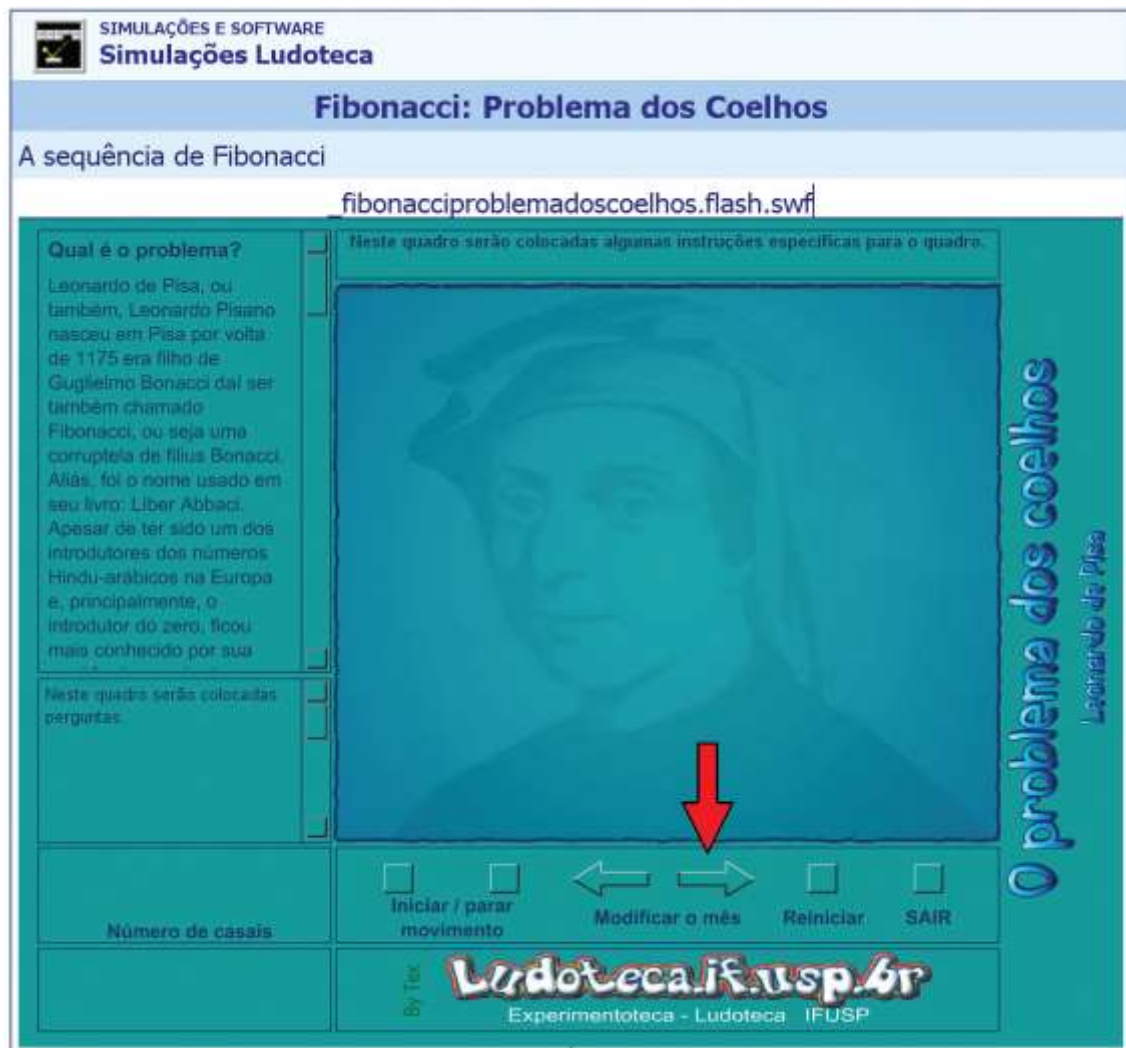 SIMULAÇÕES E SOFTWARE
Simulações Ludoteca
Fibonacci: Problema dos Coelhos
A sequência de Fibonacci
_fibonacciproblemadoscoelhos.flash.swf
Qual é o problema?
Leonardo de Pisa, ou
também, Leonardo Pisano
nasceu em Pisa por volta
de 1175 era filho de
Guglielmo Bonacci daí ser
também chamado
Fibonacci, ou seja uma
corruptela de filius Bonacci.
Aliás, foi o nome usado em
seu livro: Liber Abbaci.
Apesar de ter sido um dos
introdutores dos números
Hindu-arábicos na Europa
e, principalmente, o
introdutor do zero, ficou
mais conhecido por sua
Neste quadro serão colocadas
perguntas.
Número de casais
Neste quadro serão colocadas algumas instruções específicas para o quadro.
Iniciar / parar
movimento
Modificar o mês
Reiniciar
SAIR
By Tex
Ludoteca.if.usp.br
Experimentoteca - Ludoteca IFUSP
O problema dos coelhos
Leonardo de Pisa